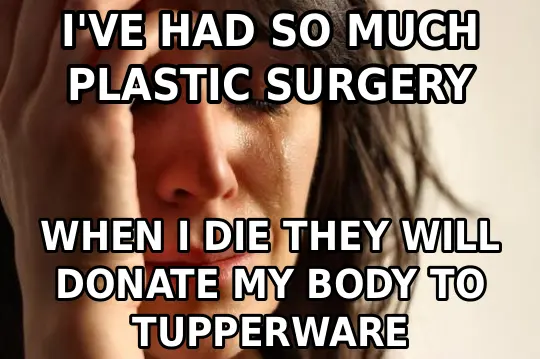 I'VE HAD SO MUCH
PLASTIC SURGERY
WHEN I DIE THEY WILL
DONATE MY BODY TO
TUPPERWARE